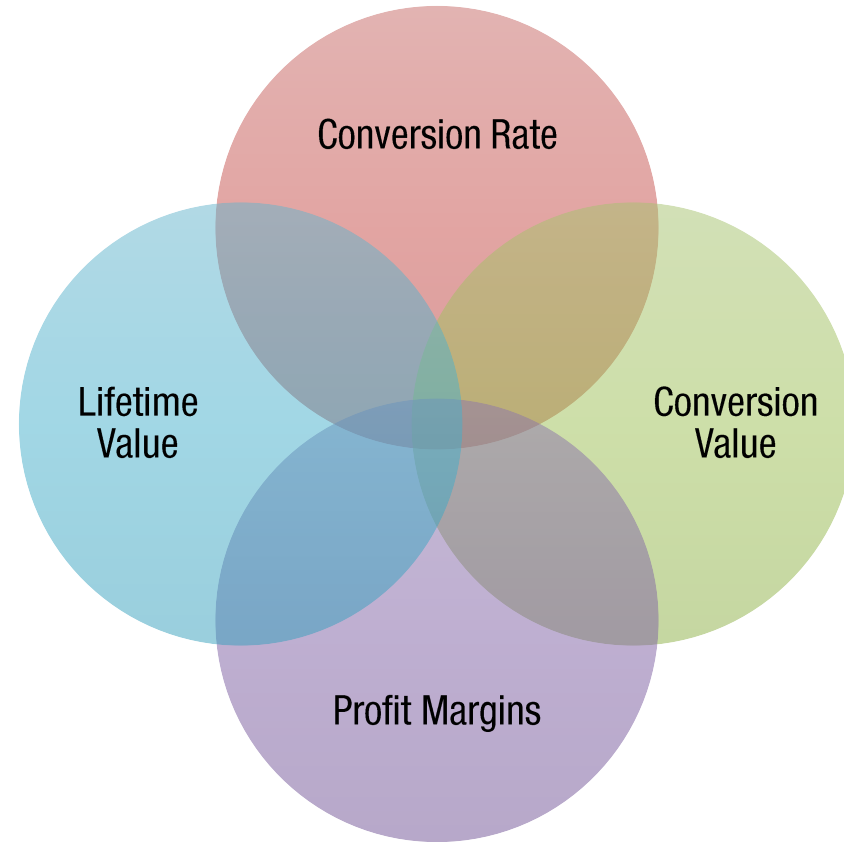 Conversion Rate
Lifetime
Value
Conversion
Value
Profit Margins